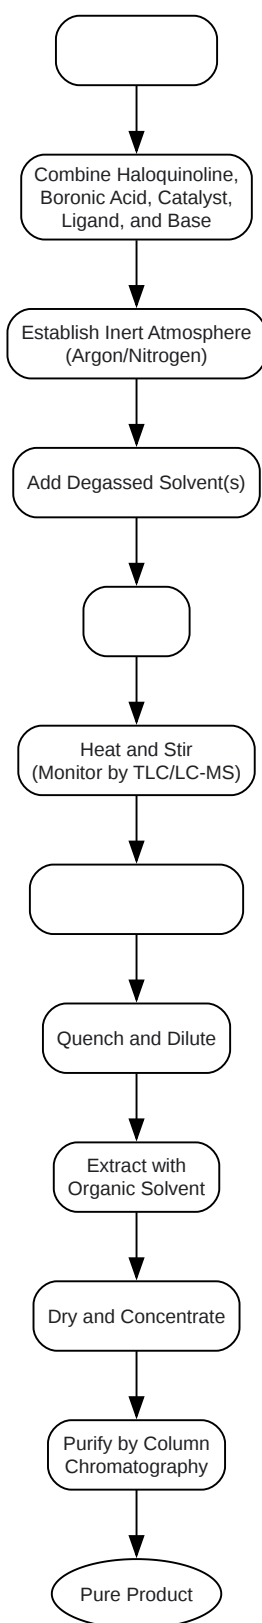 Combine Haloquinoline,
Boronic Acid, Catalyst,
Ligand, and Base
Establish Inert Atmosphere
(Argon/Nitrogen)
Add Degassed Solvent(s)
Heat and Stir
(Monitor by TLC/LC-MS)
Quench and Dilute
Extract with
Organic Solvent
Dry and Concentrate
Purify by Column
Chromatography
Pure Product